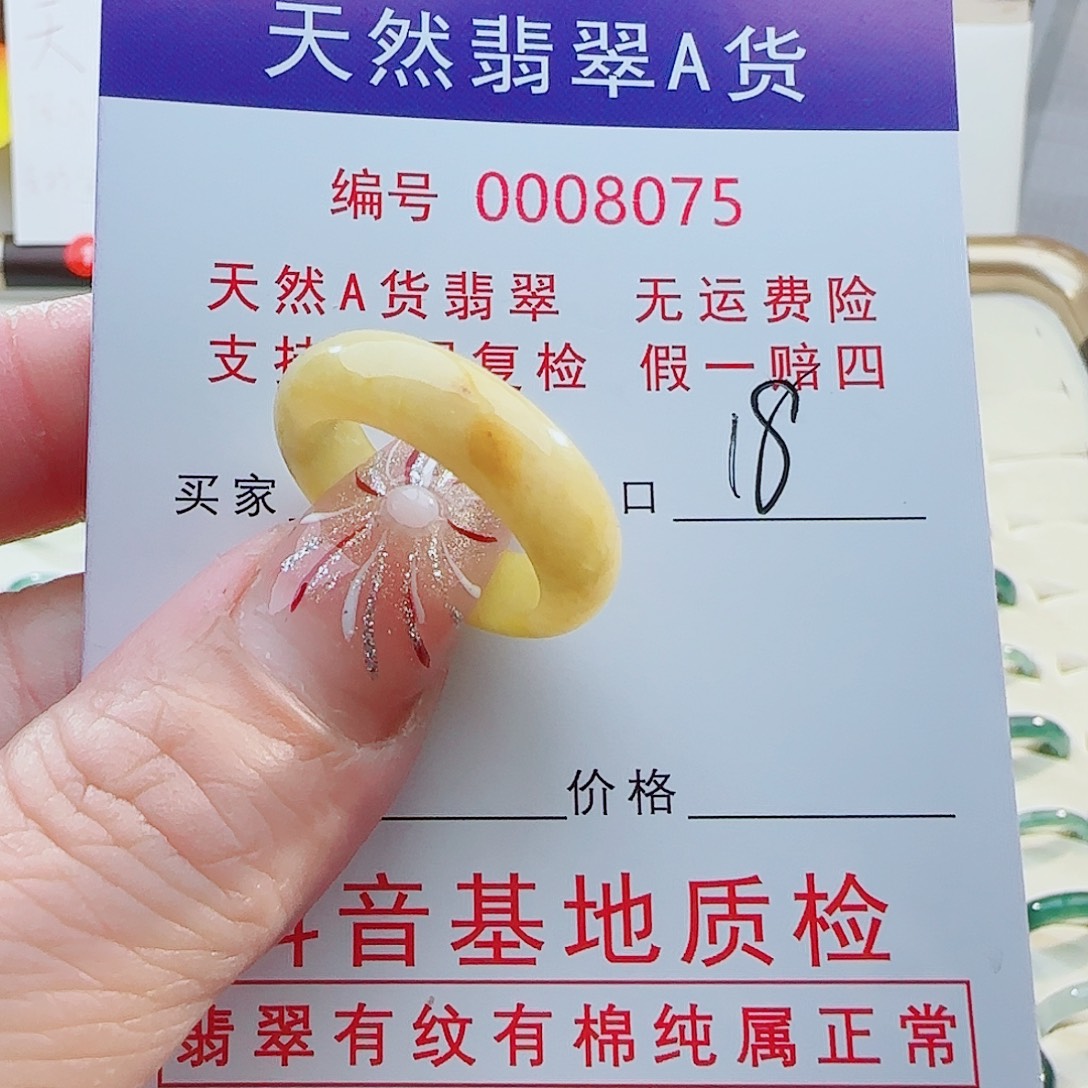 天然翡翠A货
编号 0008075
天然A货翡翠 无运费险
支持 复检 假一赔四
买家 口 18
价格
音基地质检
翡翠有纹有棉纯属正常